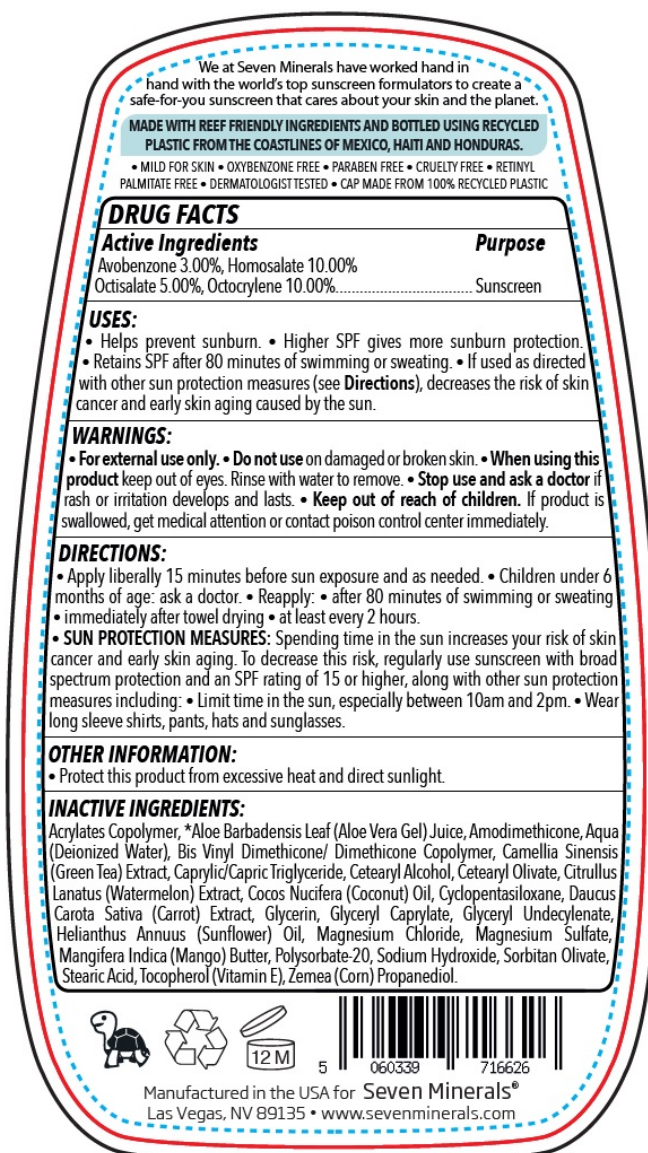 We at Seven Minerals have worked hand in
hand with the world's top sunscreen formulators to create a
safe-for-you sunscreen that cares about your skin and the planet.
MADE WITH REEF FRIENDLY INGREDIENTS AND BOTTLED USING RECYCLED
PLASTIC FROM THE COASTLINES OF MEXICO, HAITI AND HONDURAS.
• MILD FOR SKIN • OXYBENZONE FREE • PARABEN FREE • CRUELTY FREE • RETINYL
PALMITATE FREE • DERMATOLOGIST TESTED • CAP MADE FROM 100% RECYCLED PLASTIC
DRUG FACTS
Active Ingredients Purpose
Avobenzone 3.00%, Homosalate 10.00%
Octisalate 5.00%, Octocrylene 10.00%.................................. Sunscreen
USES:
• Helps prevent sunburn. • Higher SPF gives more sunburn protection.
• Retains SPF after 80 minutes of swimming or sweating. • If used as directed
with other sun protection measures (see Directions), decreases the risk of skin
cancer and early skin aging caused by the sun.
WARNINGS:
• For external use only. • Do not use on damaged or broken skin. • When using this
product keep out of eyes. Rinse with water to remove. • Stop use and ask a doctor if
rash or irritation develops and lasts. • Keep out of reach of children. If product is
swallowed, get medical attention or contact poison control center immediately.
DIRECTIONS:
• Apply liberally 15 minutes before sun exposure and as needed. • Children under 6
months of age: ask a doctor. • Reapply: • after 80 minutes of swimming or sweating
• immediately after towel drying • at least every 2 hours.
• SUN PROTECTION MEASURES: Spending time in the sun increases your risk of skin
cancer and early skin aging. To decrease this risk, regularly use sunscreen with broad
spectrum protection and an SPF rating of 15 or higher, along with other sun protection
measures including: • Limit time in the sun, especially between 10am and 2pm. • Wear
long sleeve shirts, pants, hats and sunglasses.
OTHER INFORMATION:
• Protect this product from excessive heat and direct sunlight.
INACTIVE INGREDIENTS:
Acrylates Copolymer, *Aloe Barbadensis Leaf (Aloe Vera Gel) Juice, Amodimethicone, Aqua
(Deionized Water), Bis Vinyl Dimethicone/ Dimethicone Copolymer, Camellia Sinensis
(Green Tea) Extract, Caprylic/Capric Triglyceride, Cetearyl Alcohol, Cetearyl Olivate, Citrullus
Lanatus (Watermelon) Extract, Cocos Nucifera (Coconut) Oil, Cyclopentasiloxane, Daucus
Carota Sativa (Carrot) Extract, Glycerin, Glyceryl Caprylate, Glyceryl Undecylenate,
Helianthus Annuus (Sunflower) Oil, Magnesium Chloride, Magnesium Sulfate,
Mangifera Indica (Mango) Butter, Polysorbate-20, Sodium Hydroxide, Sorbitan Olivate,
Stearic Acid, Tocopherol (Vitamin E), Zemea (Corn) Propanediol.
12 M
5 060339 716626
Manufactured in the USA for Seven Minerals®
Las Vegas, NV 89135 • www.sevenminerals.com